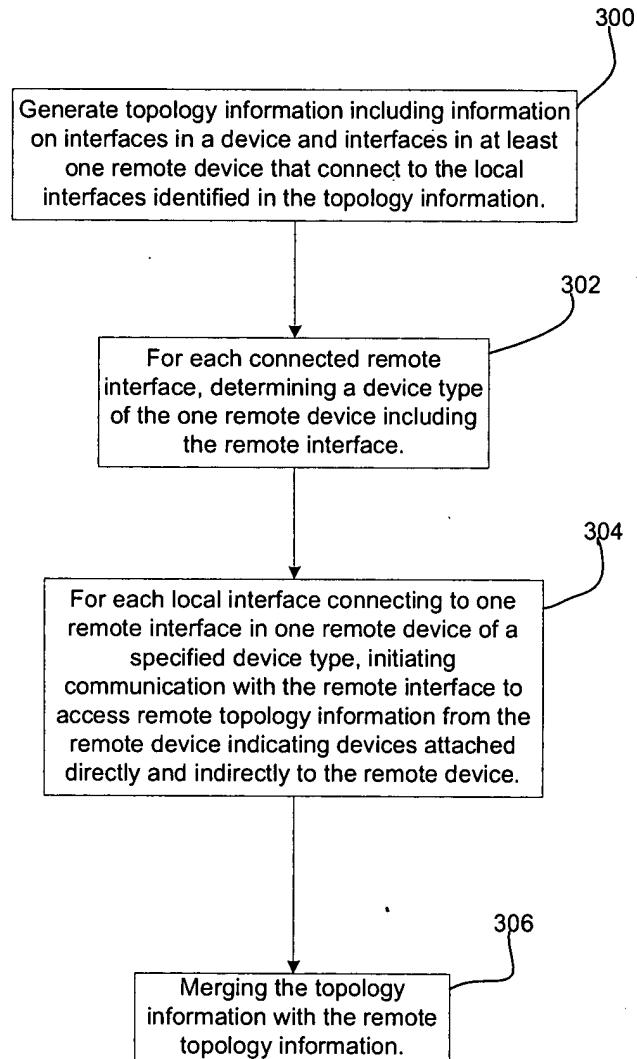 300
Generate topology information including information
on interfaces in a device and interfaces in at least
one remote device that connect to the local
interfaces identified in the topology information.
302
For each connected remote
interface, determining a device type
of the one remote device including
the remote interface.
304
For each local interface connecting to one
remote interface in one remote device of a
specified device type, initiating
communication with the remote interface to
access remote topology information from the
remote device indicating devices attached
directly and indirectly to the remote device.
306
Merging the topology
information with the remote
topology information.